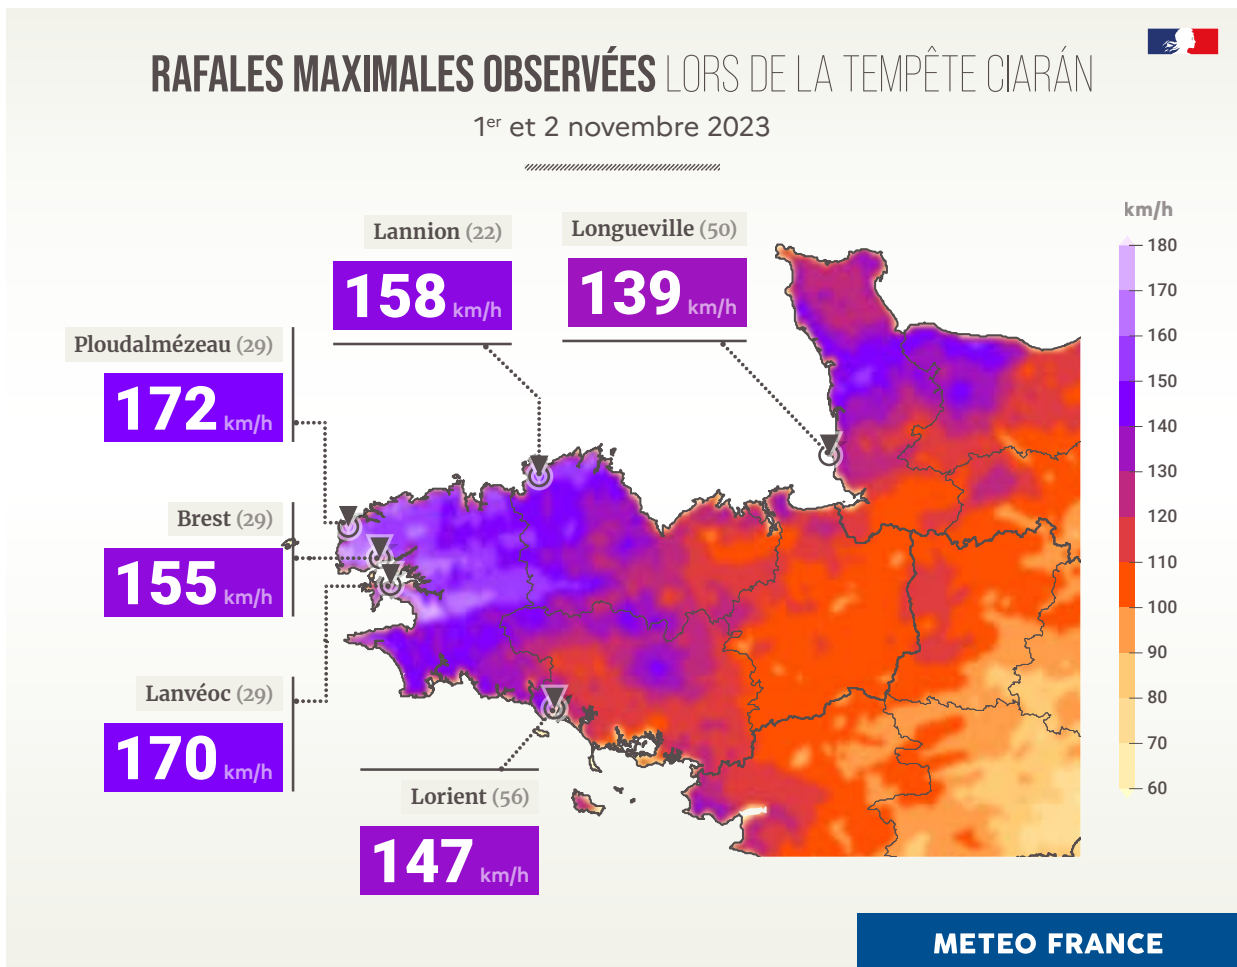 RAFALES MAXIMALES OBSERVÉES LORS DE LA TEMPÊTE CIARÁN
1er et 2 novembre 2023
Lannion (22)
158 km/h
Longueville (50)
139 km/h
Ploudalmézeau (29)
172 km/h
Brest (29)
155 km/h
Lanvéoc (29)
170 km/h
Lorient (56)
147 km/h
km/h
180
170
160
150
140
130
120
110
100
90
80
70
60
METEO FRANCE